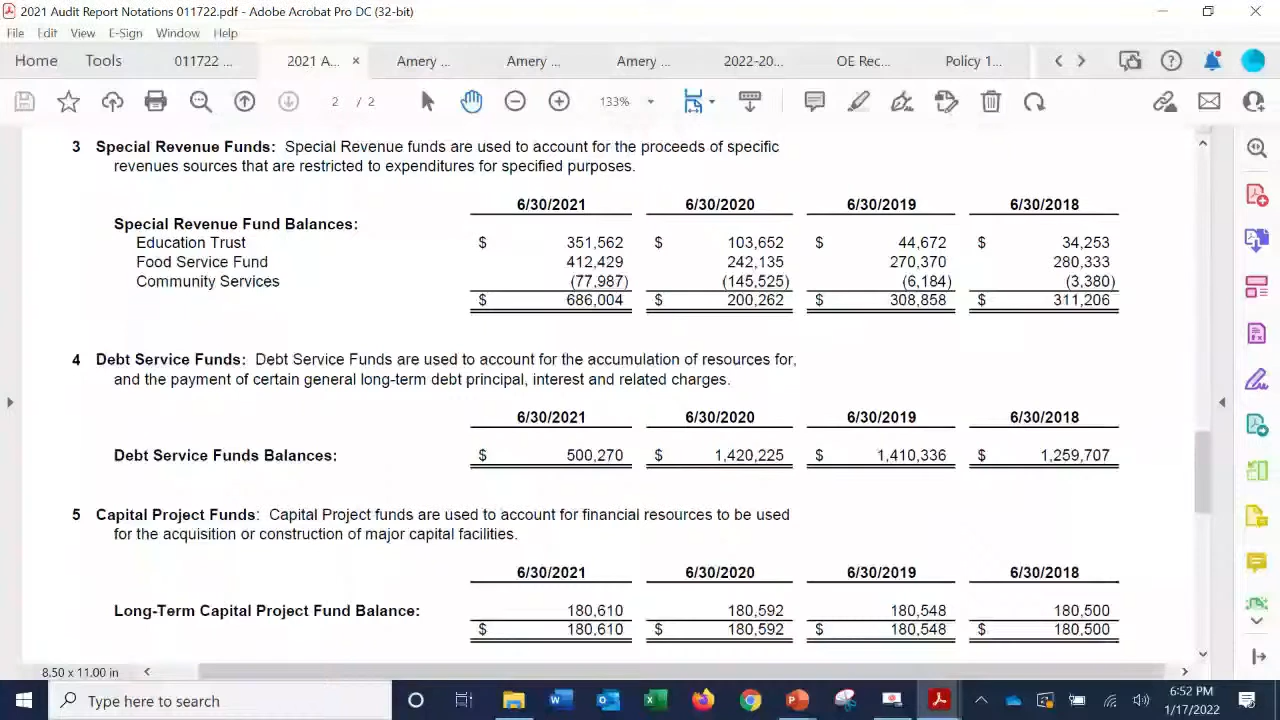 2021 Audit Report Notations 011722.pdf - Adobe Acrobat Pro DC (32-bit)
File Edit View E-Sign Window Help
Home Tools 011722 ... 2021 A... × Amery ... Amery ... Amery ... 2022-20... OE Rec... Policy 1...
2 / 2 133%
3 Special Revenue Funds: Special Revenue funds are used to account for the proceeds of specific
revenues sources that are restricted to expenditures for specified purposes.
6/30/2021 6/30/2020 6/30/2019 6/30/2018
Special Revenue Fund Balances:
Education Trust $ 351,562 $ 103,652 $ 44,672 $ 34,253
Food Service Fund 412,429 242,135 270,370 280,333
Community Services (77,987) (145,525) (6,184) (3,380)
$ 686,004 $ 200,262 $ 308,858 $ 311,206
4 Debt Service Funds: Debt Service Funds are used to account for the accumulation of resources for,
and the payment of certain general long-term debt principal, interest and related charges.
6/30/2021 6/30/2020 6/30/2019 6/30/2018
Debt Service Funds Balances: $ 500,270 $ 1,420,225 $ 1,410,336 $ 1,259,707
5 Capital Project Funds: Capital Project funds are used to account for financial resources to be used
for the acquisition or construction of major capital facilities.
6/30/2021 6/30/2020 6/30/2019 6/30/2018
Long-Term Capital Project Fund Balance: 180,610 180,592 180,548 180,500
$ 180,610 $ 180,592 $ 180,548 $ 180,500
8.50 x 11.00 in
Type here to search
6:52 PM
1/17/2022